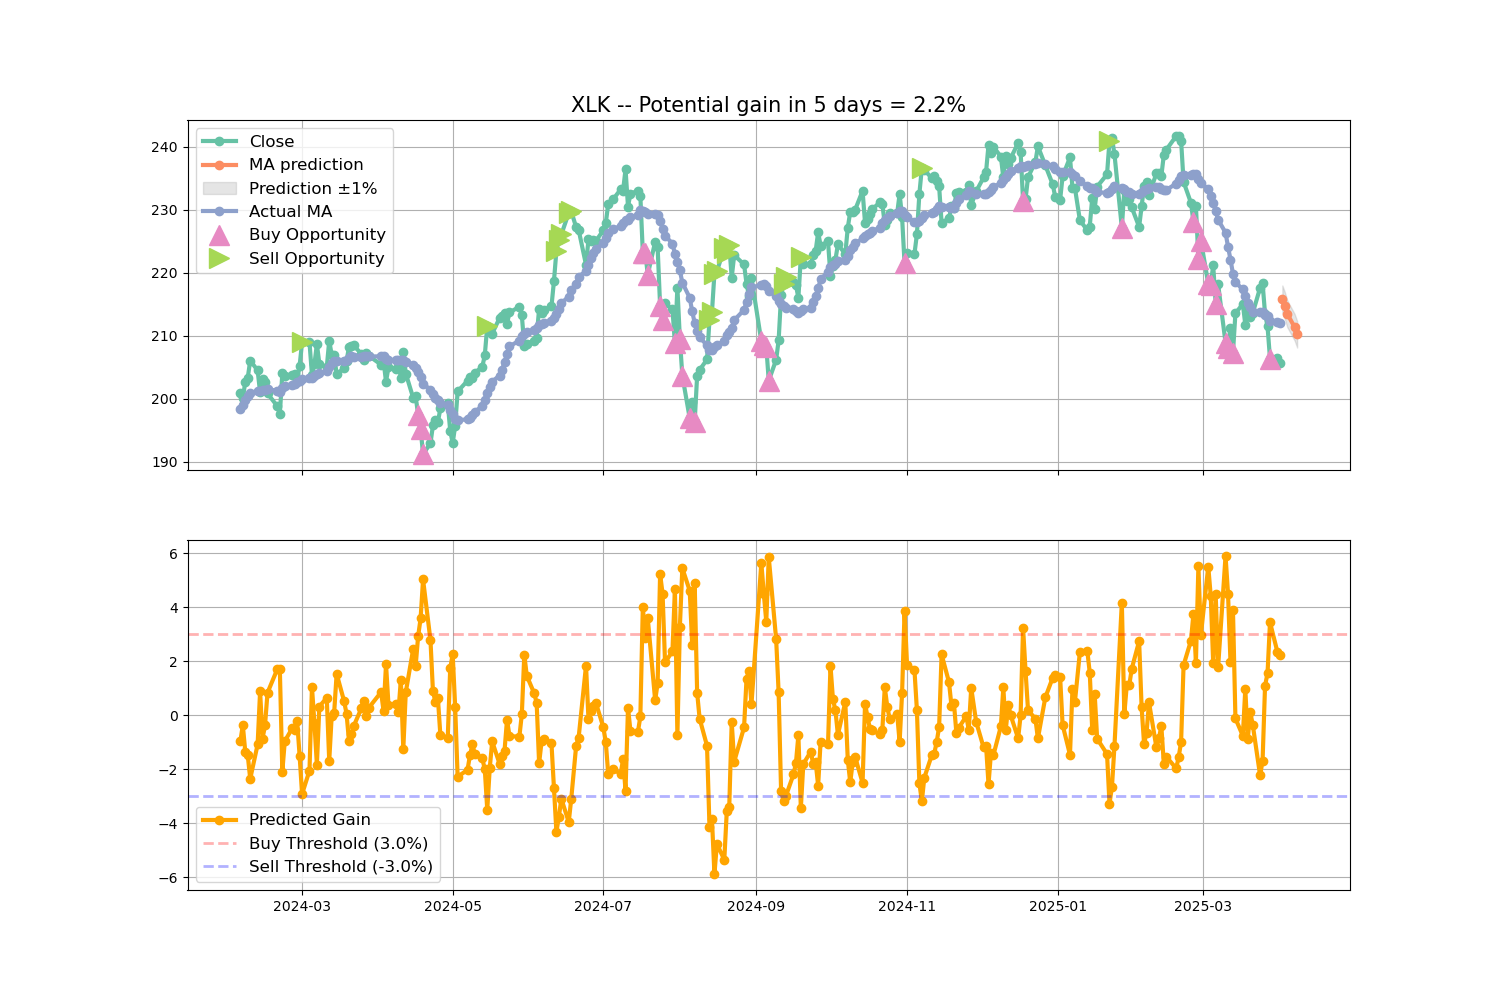 XLK -- Potential gain in 5 days = 2.2%
Close
MA prediction
Prediction ±1%
Actual MA
Buy Opportunity
Sell Opportunity
240
230
220
210
200
190
6
4
2
0
−2
−4
−6
Predicted Gain
Buy Threshold (3.0%)
Sell Threshold (-3.0%)
2024-03
2024-05
2024-07
2024-09
2024-11
2025-01
2025-03